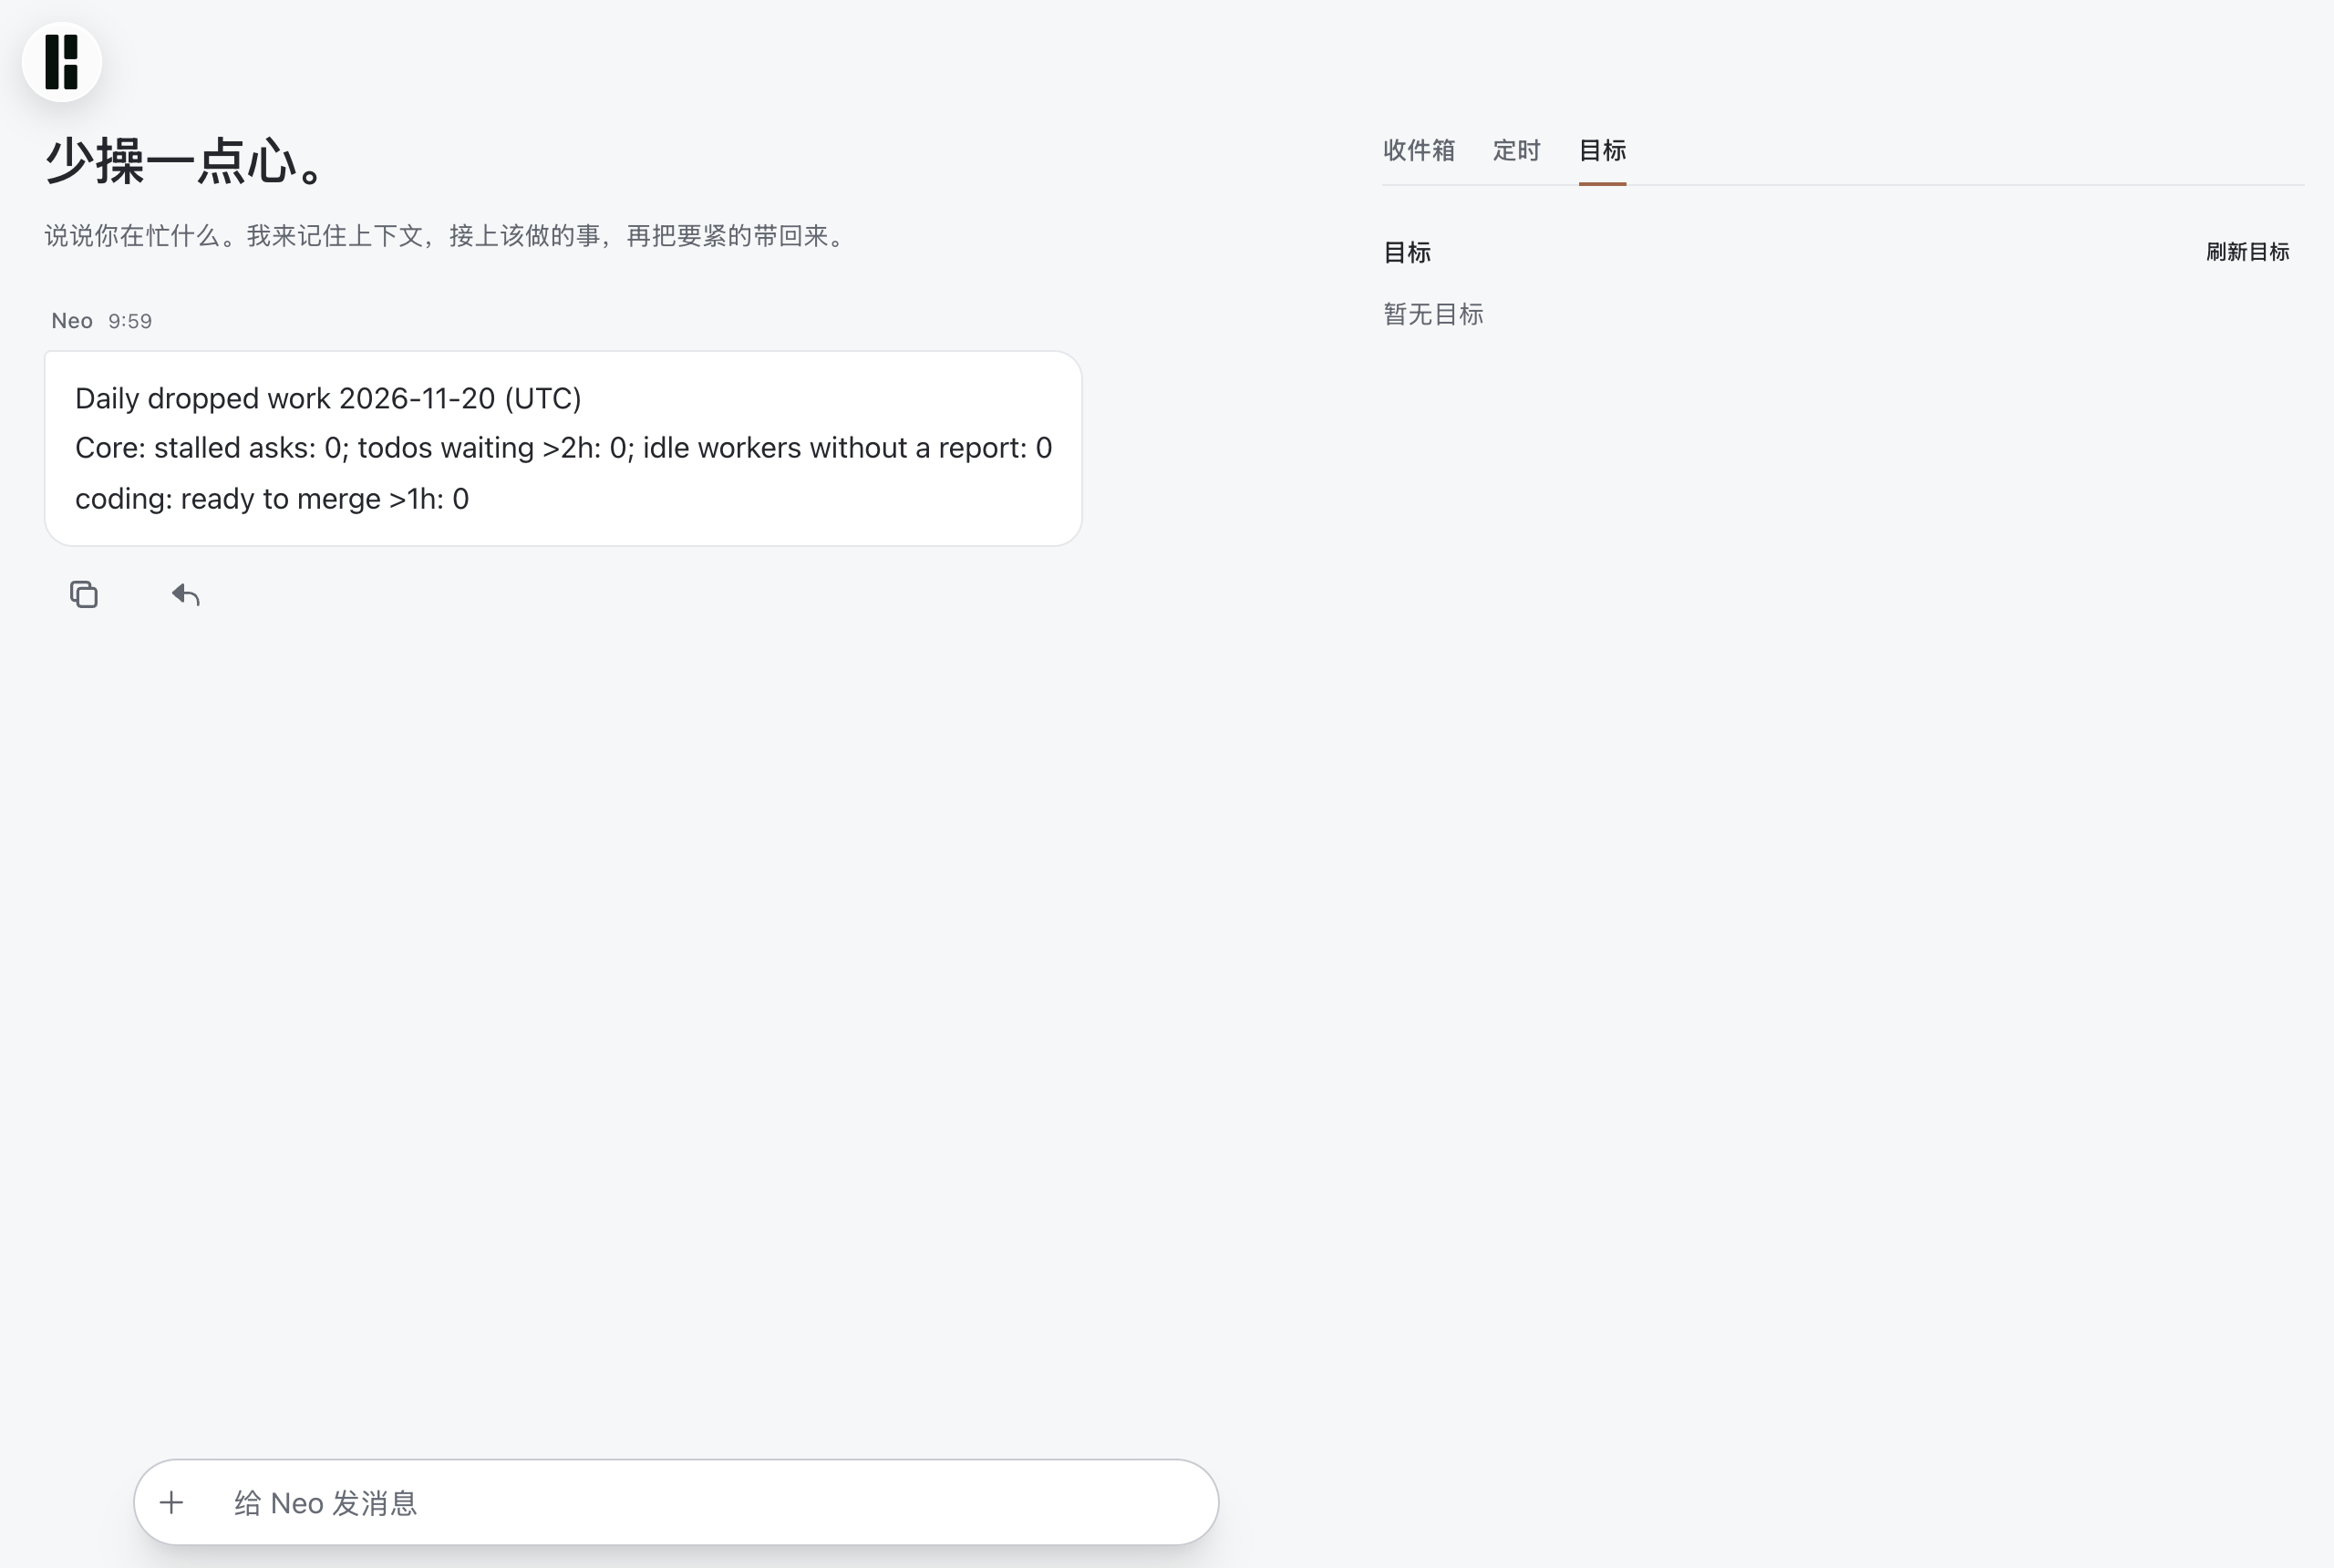 少操一点心。
说说你在忙什么。我来记住上下文，接上该做的事，再把要紧的带回来。
Neo 9:59
Daily dropped work 2026-11-20 (UTC)
Core: stalled asks: 0; todos waiting >2h: 0; idle workers without a report: 0
coding: ready to merge >1h: 0
给 Neo 发消息
收件箱 定时 目标
目标 刷新目标
暂无目标